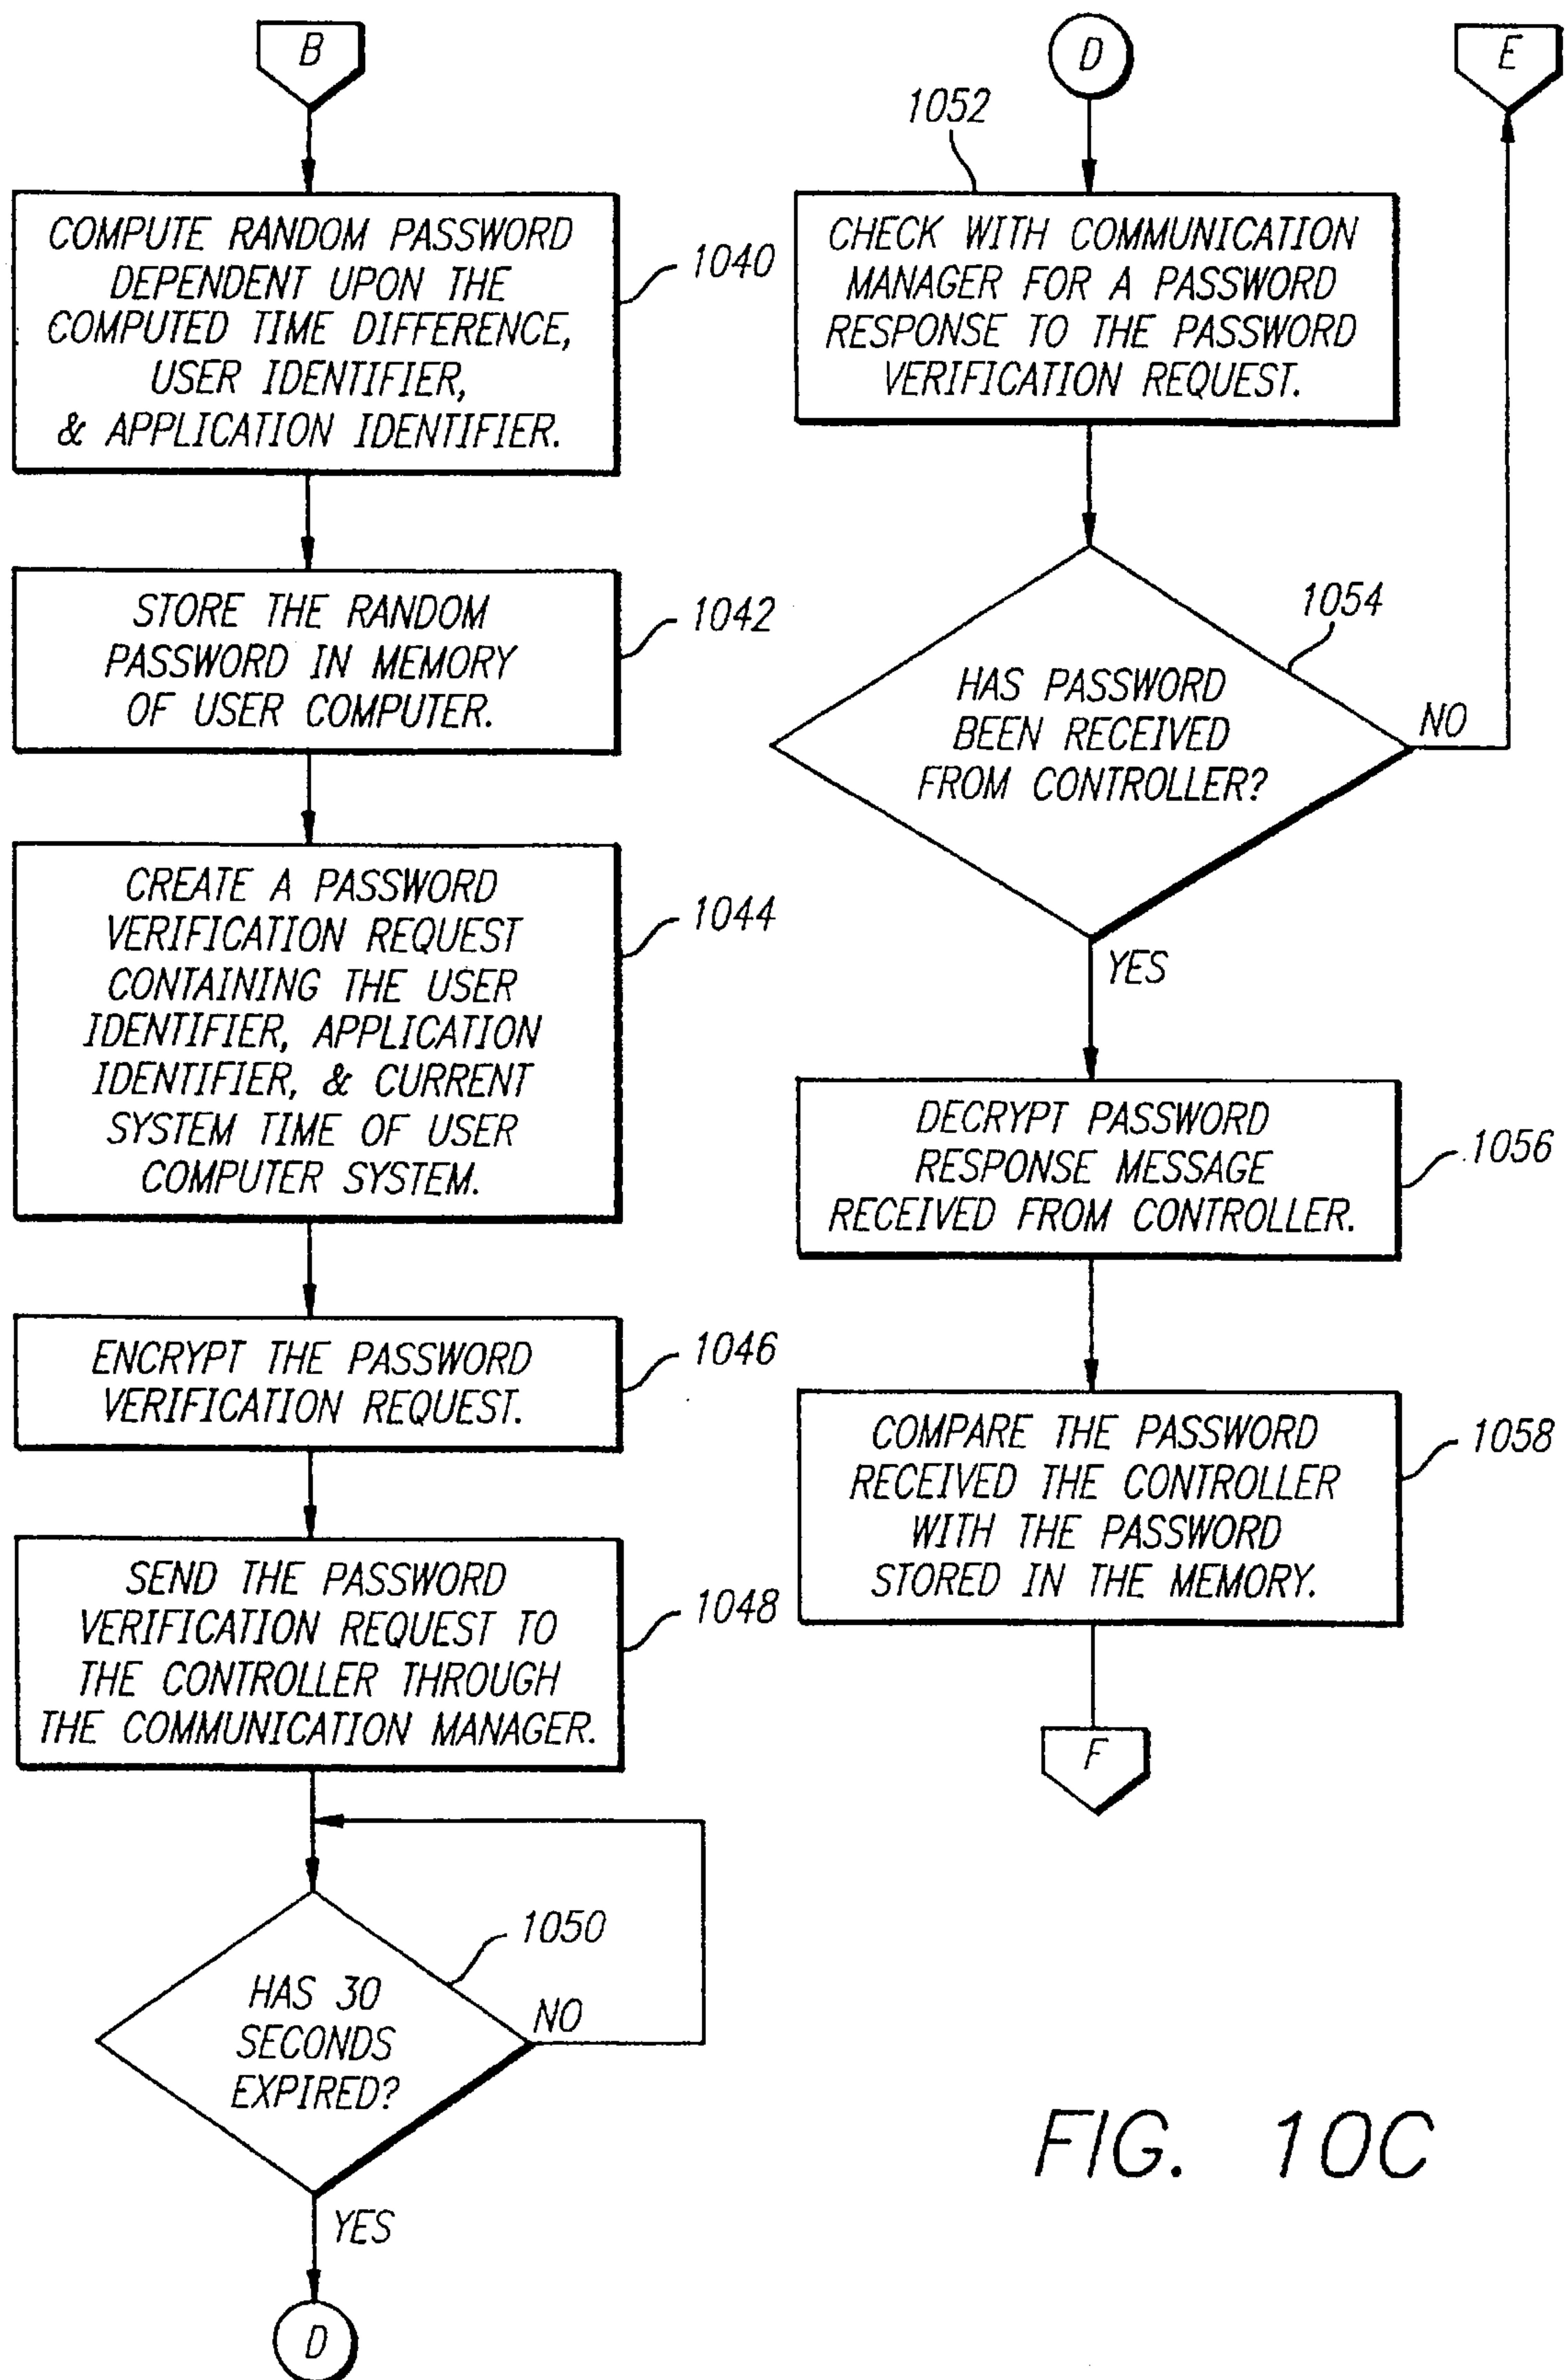 B
COMPUTE RANDOM PASSWORD
DEPENDENT UPON THE
COMPUTED TIME DIFFERENCE,
USER IDENTIFIER,
& APPLICATION IDENTIFIER.
1040
STORE THE RANDOM
PASSWORD IN MEMORY
OF USER COMPUTER.
1042
CREATE A PASSWORD
VERIFICATION REQUEST
CONTAINING THE USER
IDENTIFIER, APPLICATION
IDENTIFIER, & CURRENT
SYSTEM TIME OF USER
COMPUTER SYSTEM.
1044
ENCRYPT THE PASSWORD
VERIFICATION REQUEST.
1046
SEND THE PASSWORD
VERIFICATION REQUEST TO
THE CONTROLLER THROUGH
THE COMMUNICATION MANAGER.
1048
HAS 30
SECONDS
EXPIRED?
1050
NO
YES
D
D
1052
CHECK WITH COMMUNICATION
MANAGER FOR A PASSWORD
RESPONSE TO THE PASSWORD
VERIFICATION REQUEST.
HAS PASSWORD
BEEN RECEIVED
FROM CONTROLLER?
1054
NO
E
YES
DECRYPT PASSWORD
RESPONSE MESSAGE
RECEIVED FROM CONTROLLER.
1056
COMPARE THE PASSWORD
RECEIVED THE CONTROLLER
WITH THE PASSWORD
STORED IN THE MEMORY.
1058
F
FIG. 10C